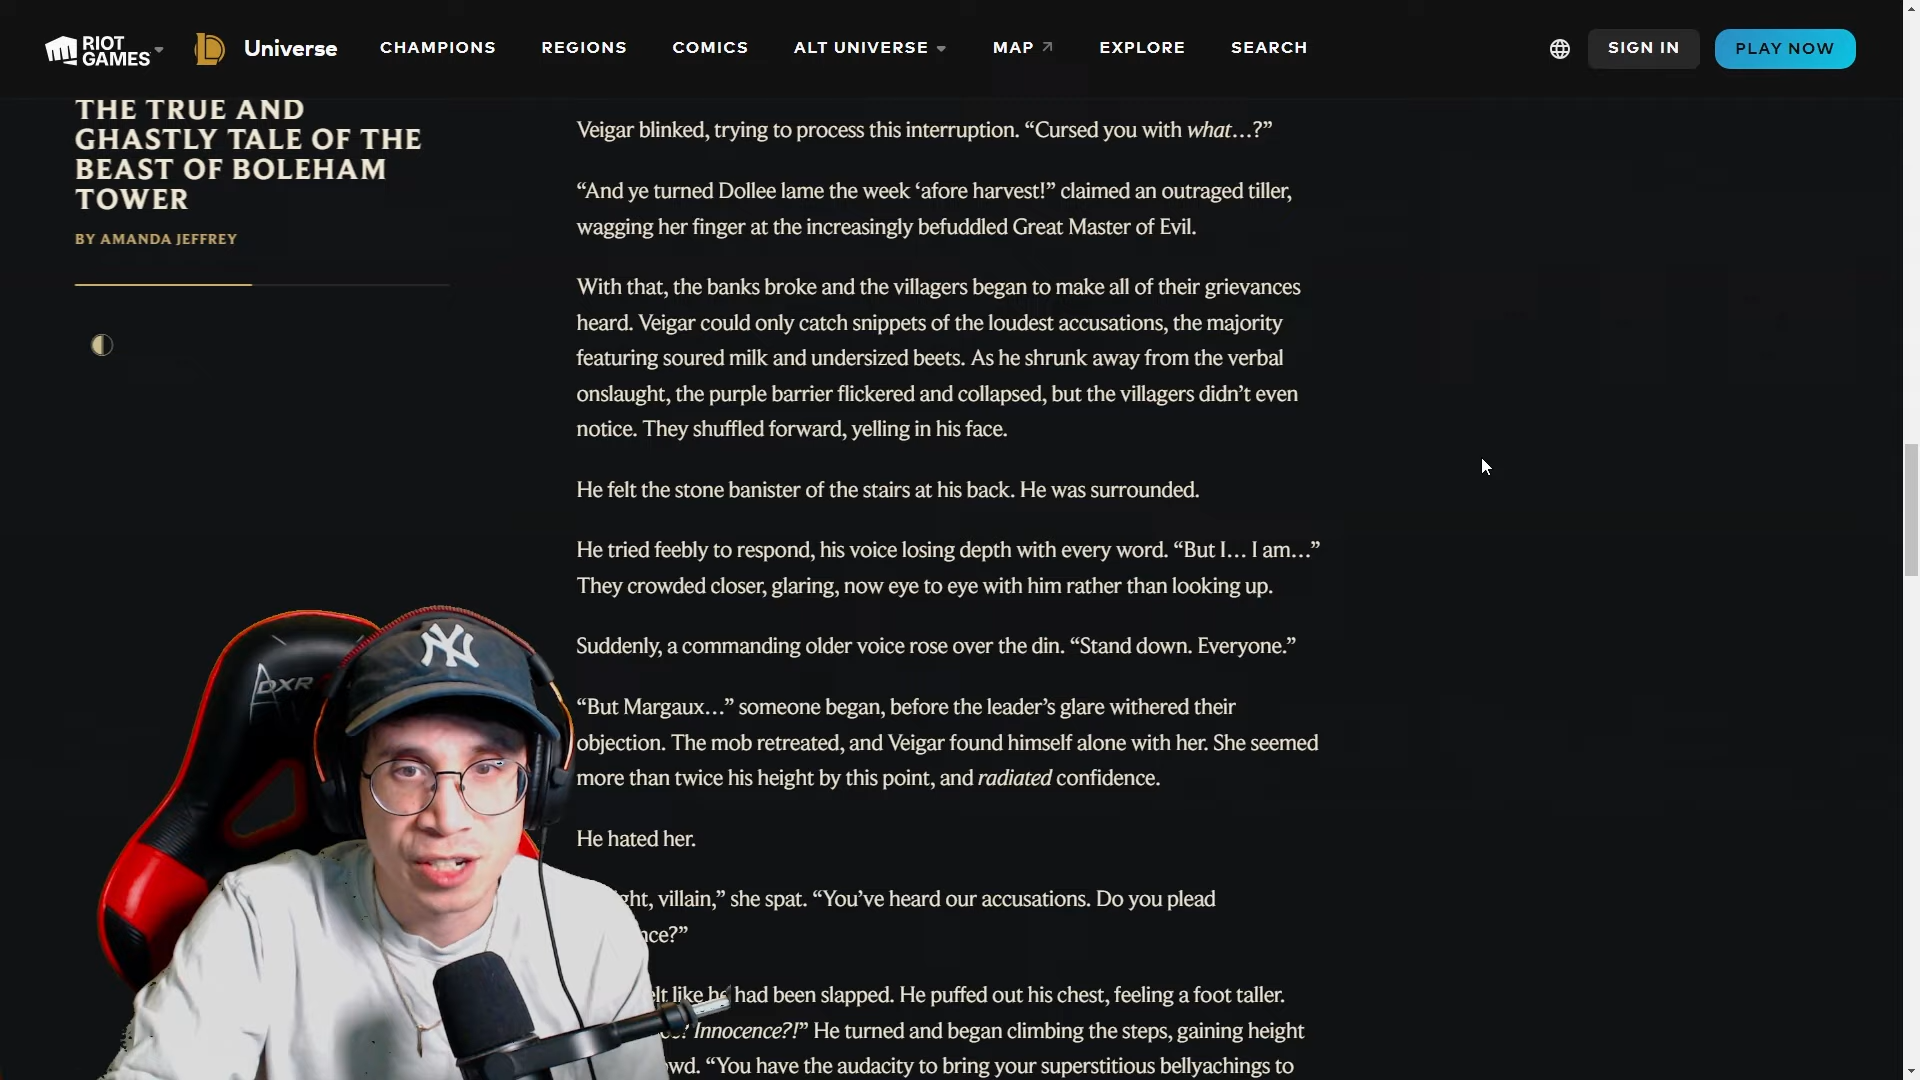 RIOT GAMES
Universe
CHAMPIONS
REGIONS
COMICS
ALT UNIVERSE
MAP
EXPLORE
SEARCH
SIGN IN
PLAY NOW
THE TRUE AND
GHASTLY TALE OF THE
BEAST OF BOLEHAM
TOWER
BY AMANDA JEFFREY
Veigar blinked, trying to process this interruption. “Cursed you with what…?”
“And ye turned Dollee lame the week ‘afore harvest!” claimed an outraged tiller,
wagging her finger at the increasingly befuddled Great Master of Evil.
With that, the banks broke and the villagers began to make all of their grievances
heard. Veigar could only catch snippets of the loudest accusations, the majority
featuring soured milk and undersized beets. As he shrunk away from the verbal
onslaught, the purple barrier flickered and collapsed, but the villagers didn’t even
notice. They shuffled forward, yelling in his face.
He felt the stone banister of the stairs at his back. He was surrounded.
He tried feebly to respond, his voice losing depth with every word. “But I… I am…”
They crowded closer, glaring, now eye to eye with him rather than looking up.
Suddenly, a commanding older voice rose over the din. “Stand down. Everyone.”
“But Margaux…” someone began, before the leader’s glare withered their
objection. The mob retreated, and Veigar found himself alone with her. She seemed
more than twice his height by this point, and radiated confidence.
He hated her.
villain,” she spat. “You’ve heard our accusations. Do you plead
like he had been slapped. He puffed out his chest, feeling a foot taller.
Innocence?!” He turned and began climbing the steps, gaining height
“You have the audacity to bring your superstitious bellyachings to
DXR
NY